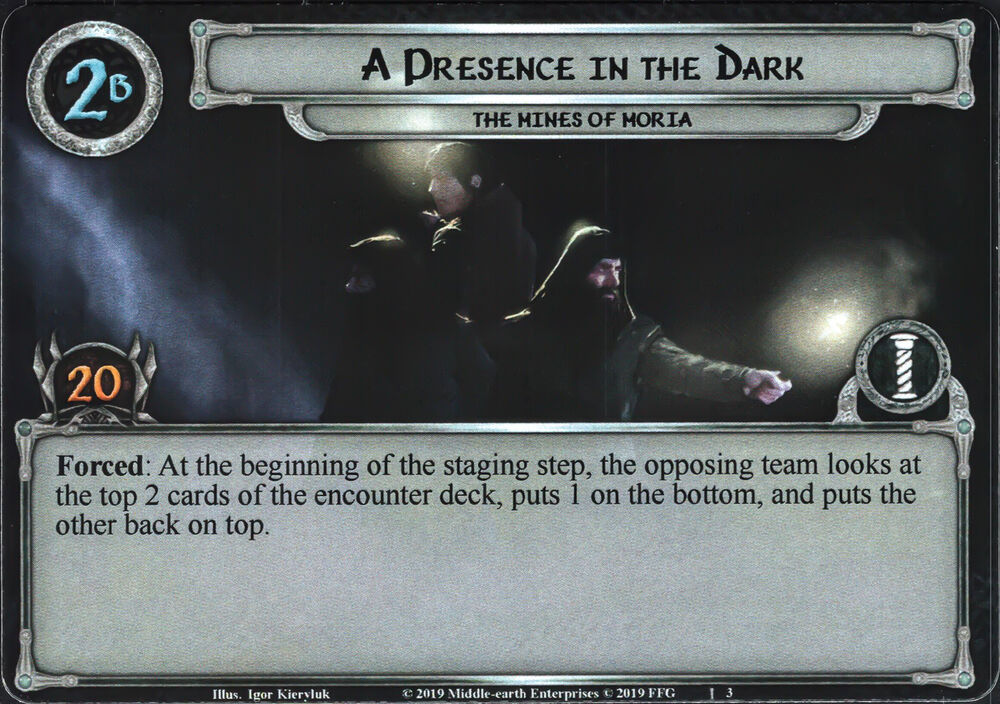 2B
A Presence in the Dark
The Mines of Moria
20
Forced: At the beginning of the staging step, the opposing team looks at
the top 2 cards of the encounter deck, puts 1 on the bottom, and puts the
other back on top.
Illus. Igor Kieryluk © 2019 Middle-earth Enterprises © 2019 FFG 3